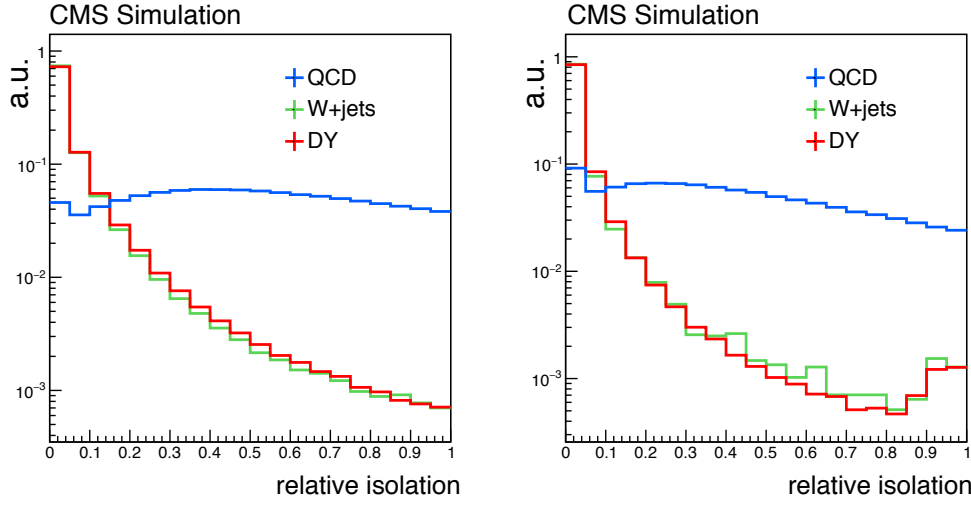 CMS Simulation
a.u.
1
10⁻¹
10⁻²
10⁻³
QCD
W+jets
DY
0 0.1 0.2 0.3 0.4 0.5 0.6 0.7 0.8 0.9 1
relative isolation
CMS Simulation
a.u.
1
10⁻¹
10⁻²
10⁻³
QCD
W+jets
DY
0 0.1 0.2 0.3 0.4 0.5 0.6 0.7 0.8 0.9 1
relative isolation